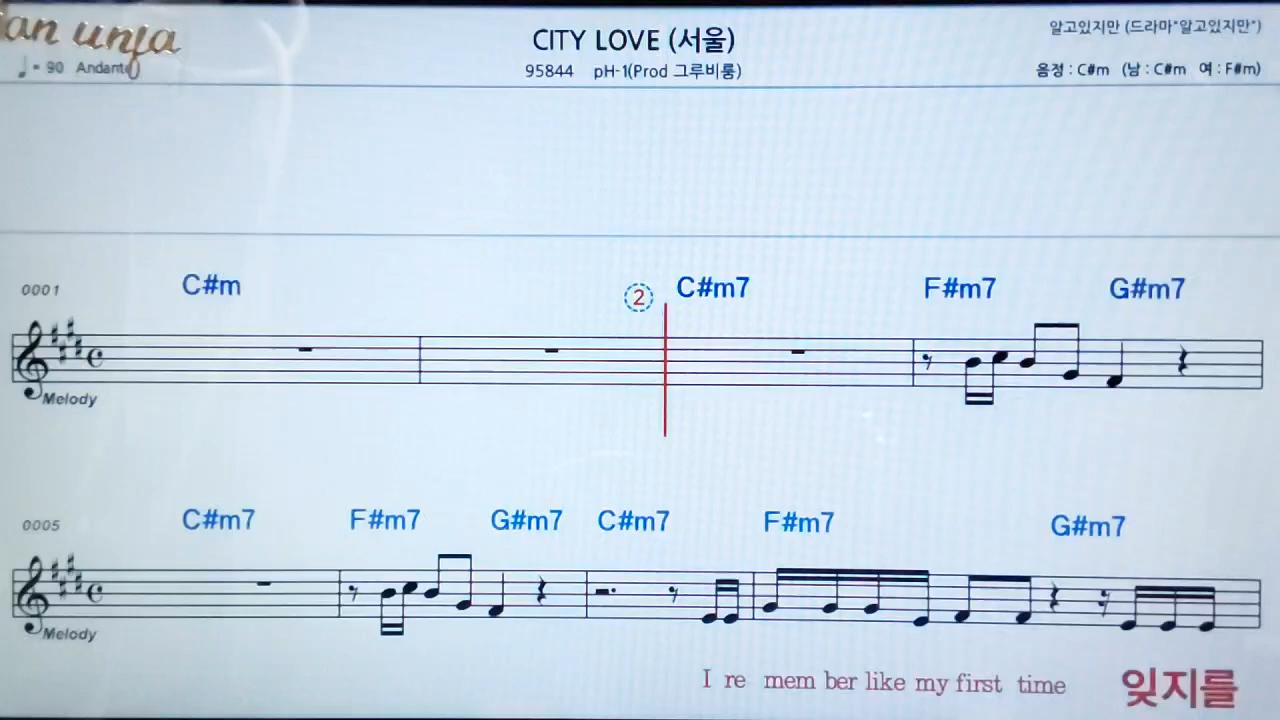 CITY LOVE (서울)
알고있지만 (드라마"알고있지만")
= 90 Andante
95844 pH-1(Prod 그루비룸)
음정 : C#m (남 : C#m 여 : F#m)
0001 C#m ② C#m7 F#m7 G#m7
Melody
0005 C#m7 F#m7 G#m7 C#m7 F#m7 G#m7
Melody
I re mem ber like my first time 잊지를